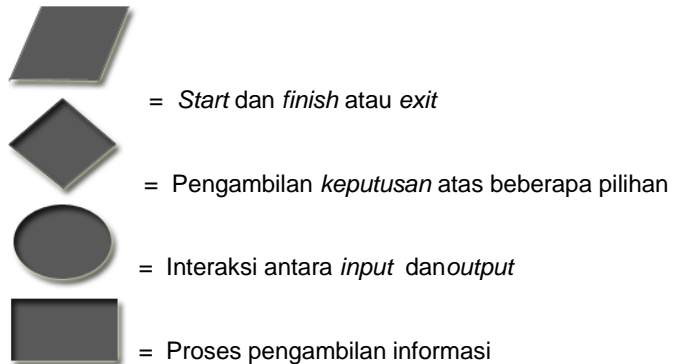 = Start dan finish atau exit
= Pengambilan keputusan atas beberapa pilihan
= Interaksi antara input danoutput
= Proses pengambilan informasi